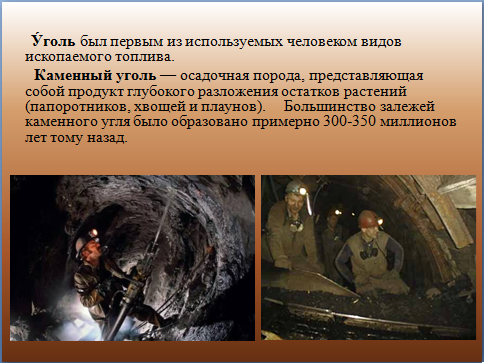 У́голь был первым из используемых человеком видов
ископаемого топлива.
Каменный уголь — осадочная порода, представляющая
собой продукт глубокого разложения остатков растений
(папоротников, хвощей и плаунов). Большинство залежей
каменного угля было образовано примерно 300-350 миллионов
лет тому назад.